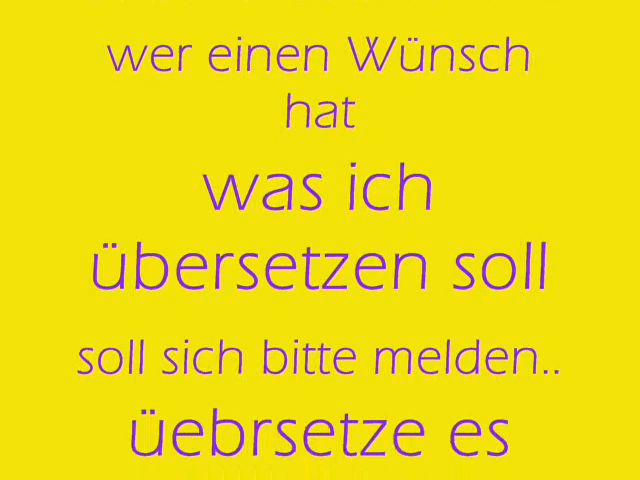 wer einen Wünsch
hat
was ich
übersetzen soll
soll sich bitte melden..
üebrsetze es